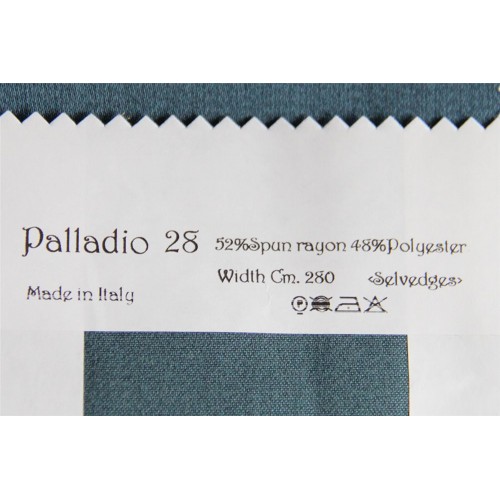 Palladio 28 52%Spun rayon 48%Polyester
Width Cm. 280 <Selvedges>
Made in Italy
P